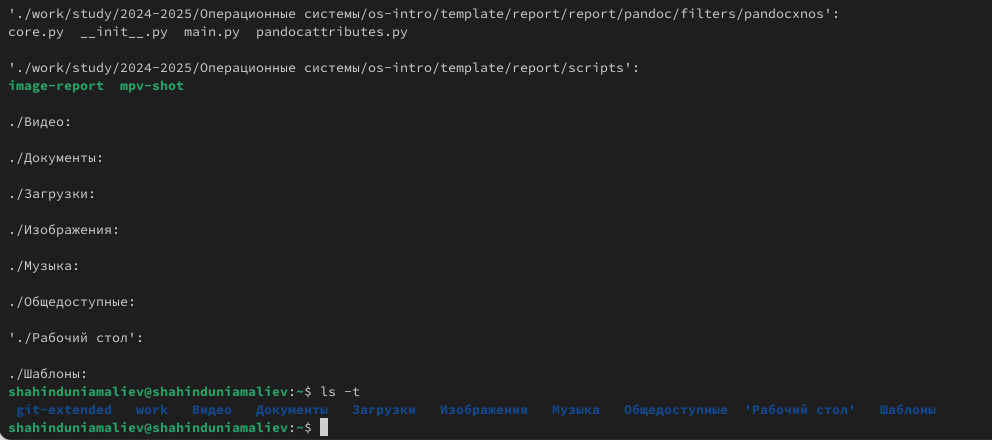 './work/study/2024-2025/Операционные системы/os-intro/template/report/report/pandoc/filters/pandocxnos':
core.py  __init__.py  main.py  pandocattributes.py
'./work/study/2024-2025/Операционные системы/os-intro/template/report/scripts':
image-report  mpv-shot
./Видео:
./Документы:
./Загрузки:
./Изображения:
./Музыка:
./Общедоступные:
'./Рабочий стол':
./Шаблоны:
shahinduniamaliev@shahinduniamaliev:~$ ls -t
git-extended  work  Видео  Документы  Загрузки  Изображения  Музыка  Общедоступные  'Рабочий стол'  Шаблоны
shahinduniamaliev@shahinduniamaliev:~$